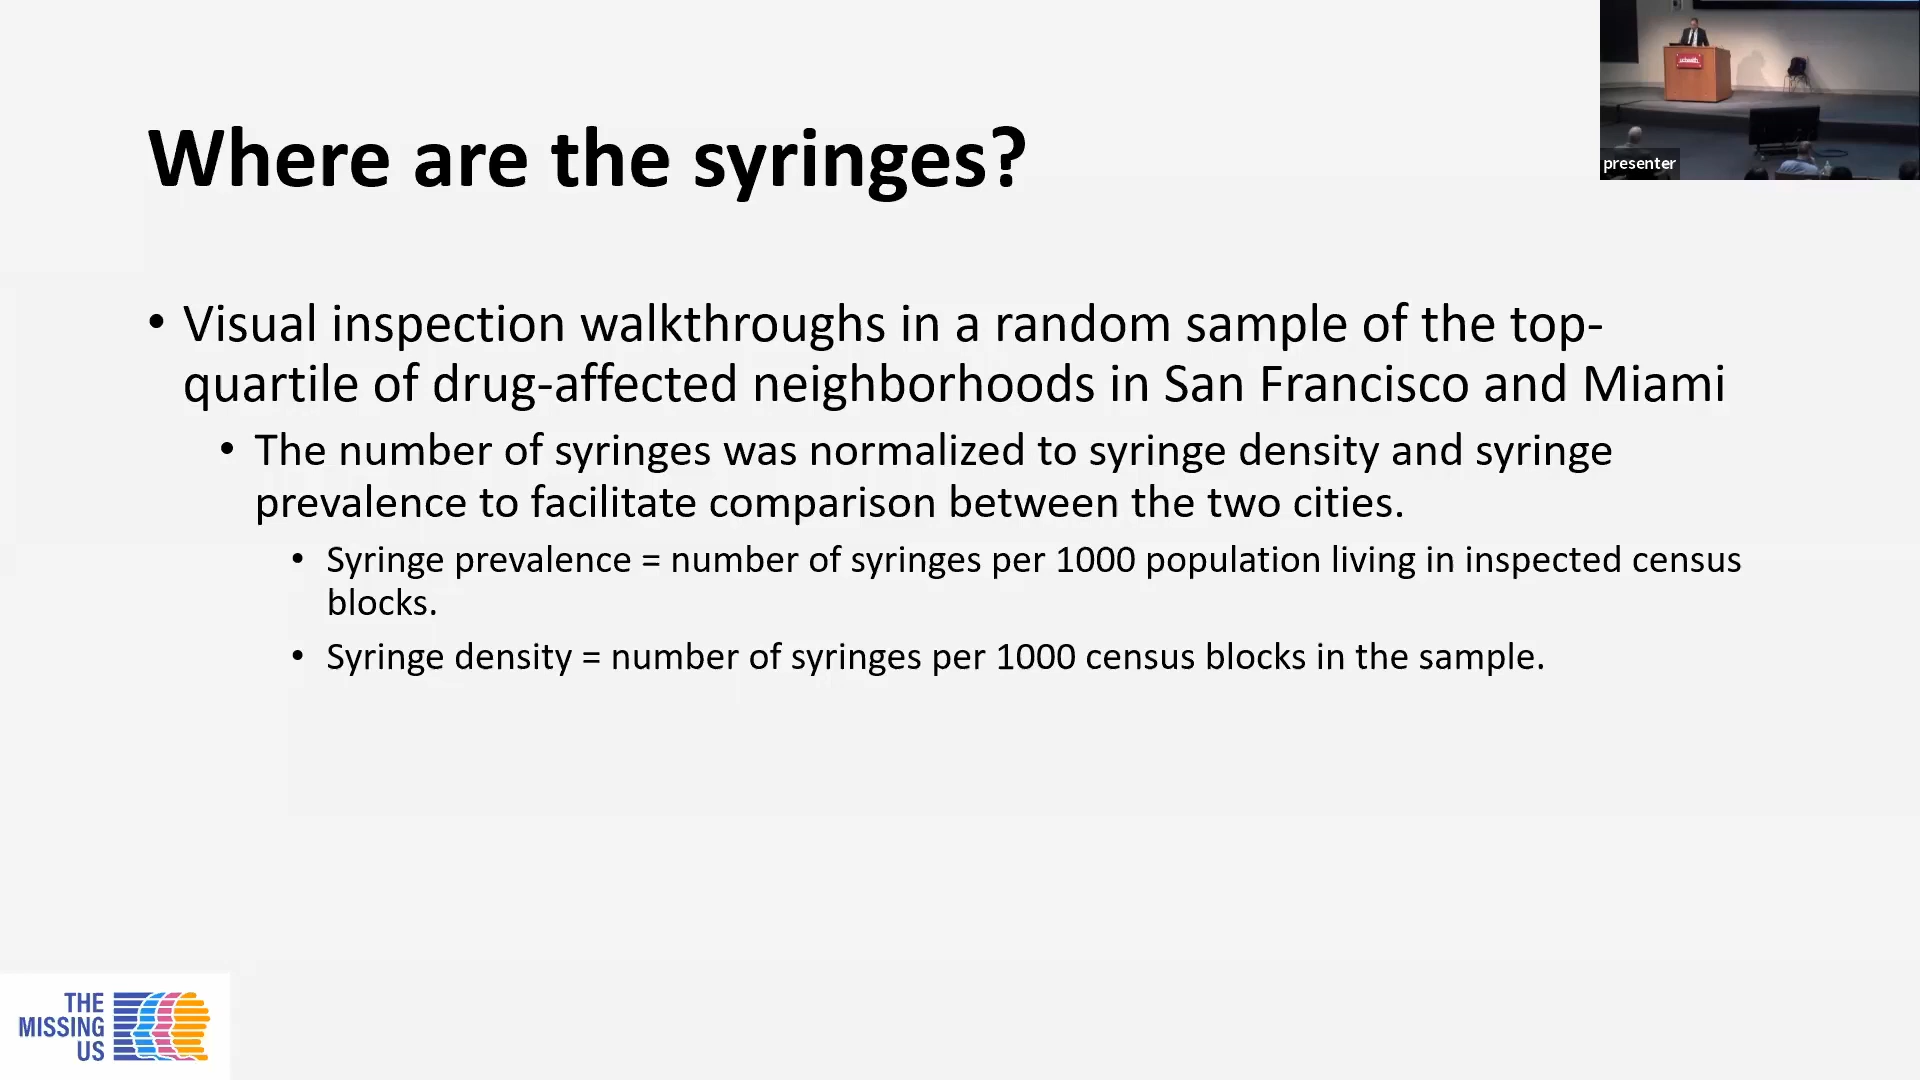 Where are the syringes?
• Visual inspection walkthroughs in a random sample of the top-
quartile of drug-affected neighborhoods in San Francisco and Miami
• The number of syringes was normalized to syringe density and syringe
prevalence to facilitate comparison between the two cities.
• Syringe prevalence = number of syringes per 1000 population living in inspected census
blocks.
• Syringe density = number of syringes per 1000 census blocks in the sample.
presenter
THE
MISSING
US